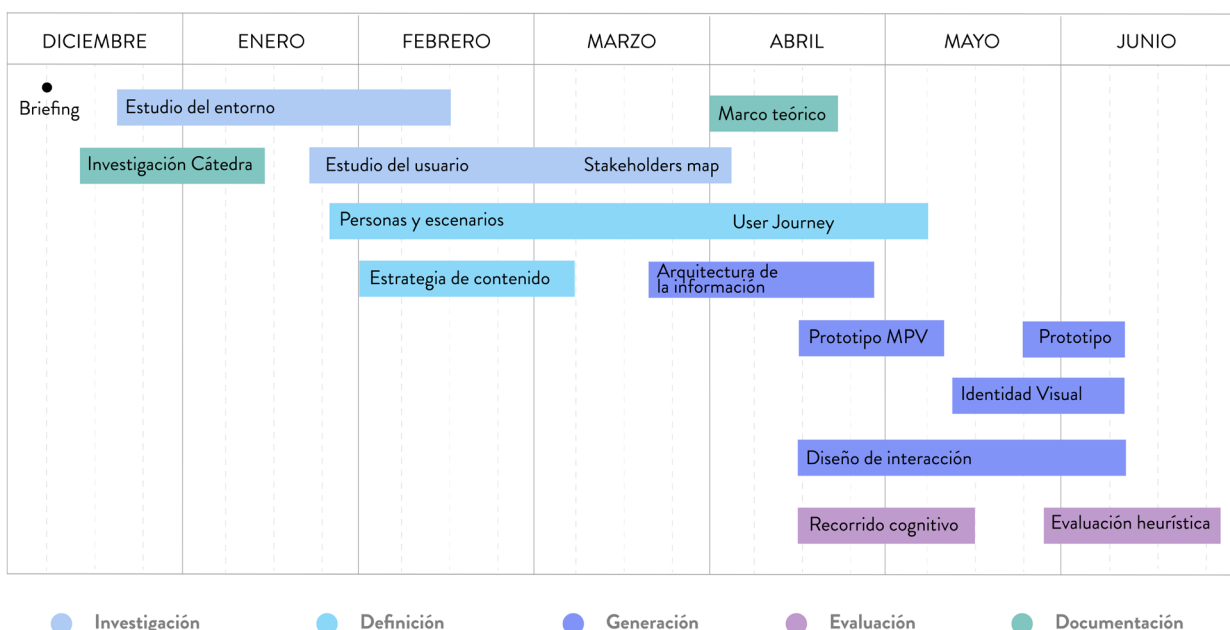 DICIEMBRE
ENERO
FEBRERO
MARZO
ABRIL
MAYO
JUNIO
Briefing
Estudio del entorno
Marco teórico
Investigación Cátedra
Estudio del usuario
Stakeholders map
Personas y escenarios
User Journey
Estrategia de contenido
Arquitectura de
la información
Prototipo MPV
Prototipo
Identidad Visual
Diseño de interacción
Recorrido cognitivo
Evaluación heurística
Investigación
Definición
Generación
Evaluación
Documentación